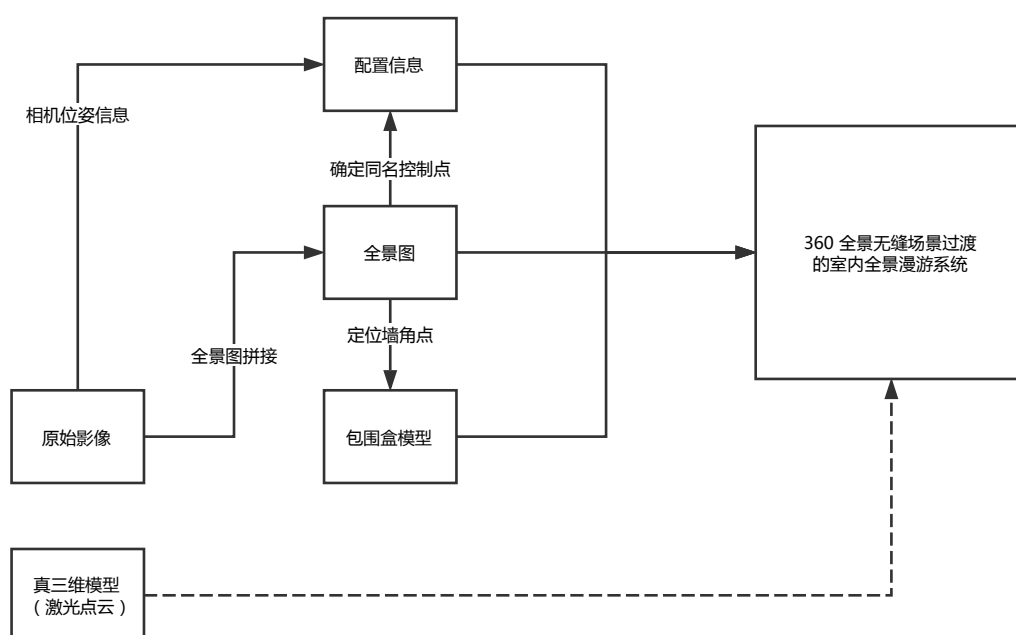 配置信息
相机位姿信息
确定同名控制点
全景图
360 全景无缝场景过渡
的室内全景漫游系统
定位墙角点
全景图拼接
原始影像
包围盒模型
真三维模型
（激光点云）